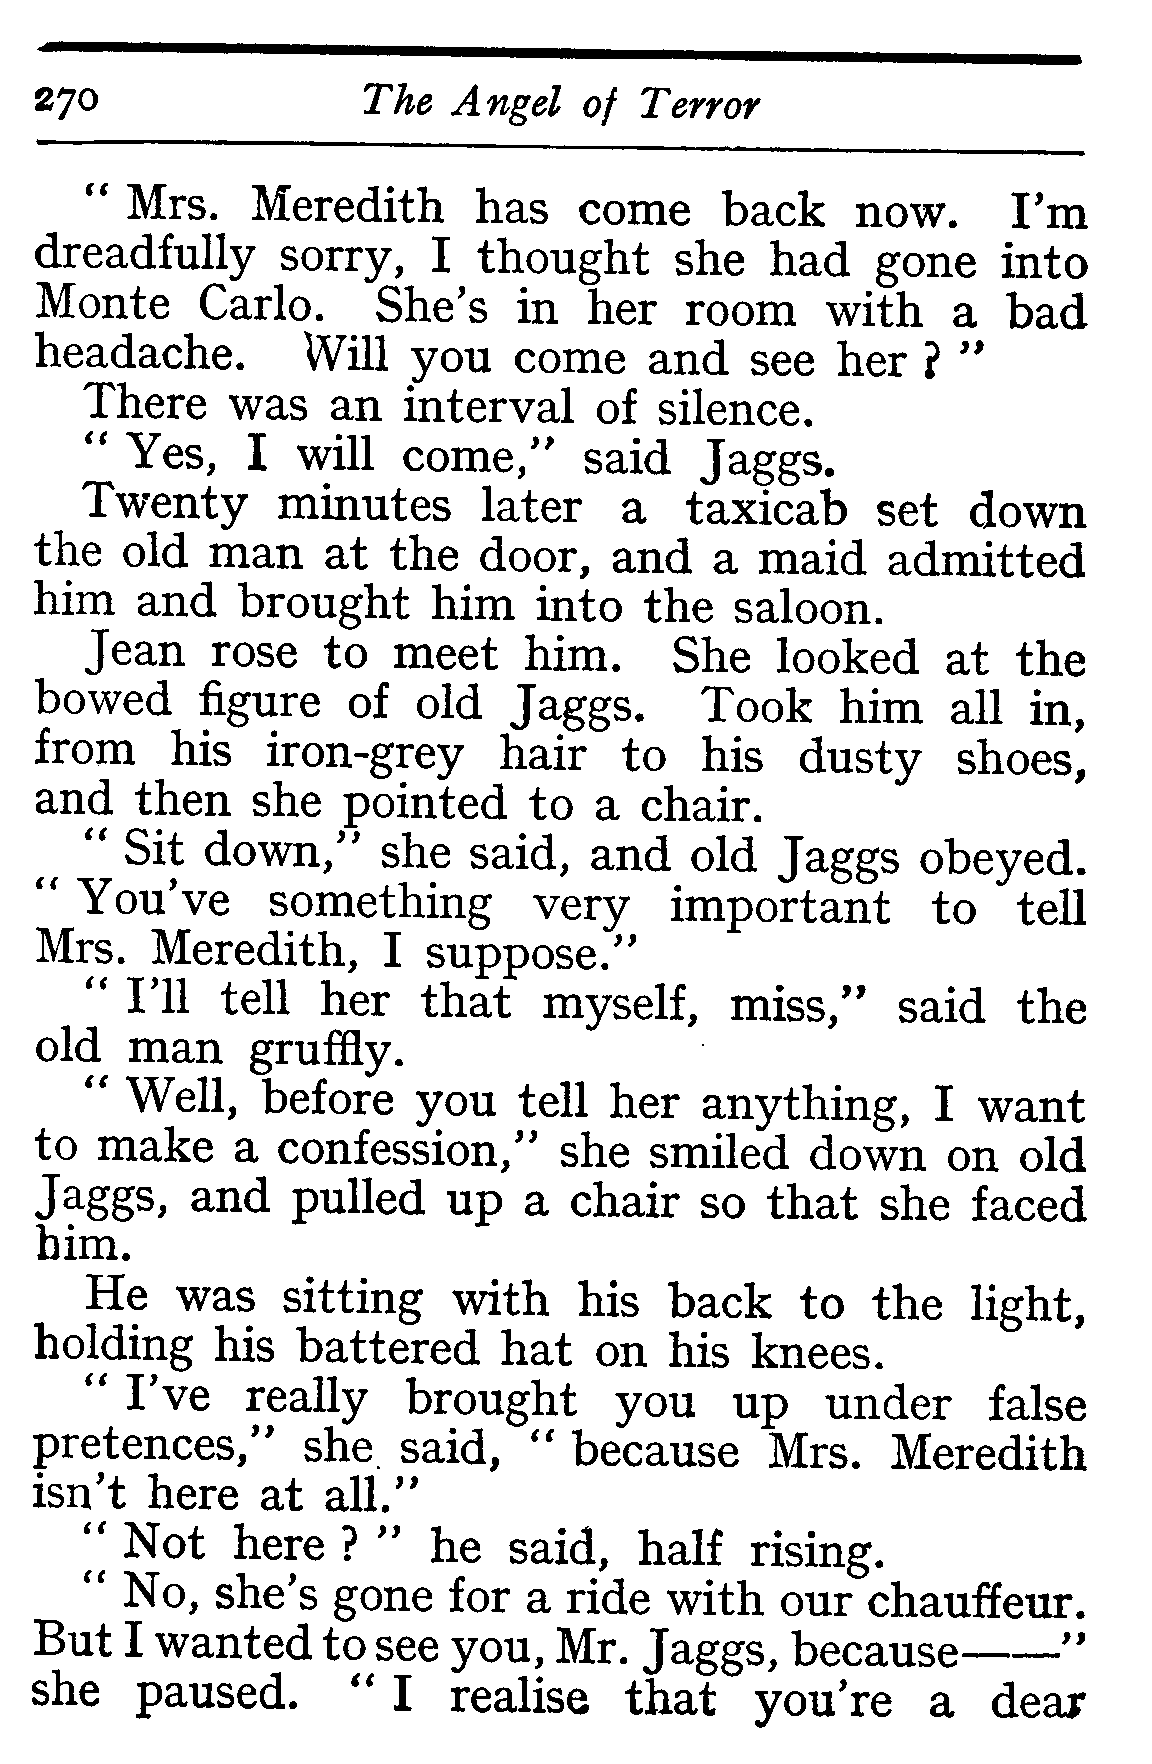 270 The Angel of Terror
“ Mrs. Meredith has come back now. I’m
dreadfully sorry, I thought she had gone into
Monte Carlo. She’s in her room with a bad
headache. Will you come and see her ? ”
There was an interval of silence.
“ Yes, I will come,” said Jaggs.
Twenty minutes later a taxicab set down
the old man at the door, and a maid admitted
him and brought him into the saloon.
Jean rose to meet him. She looked at the
bowed figure of old Jaggs. Took him all in,
from his iron-grey hair to his dusty shoes,
and then she pointed to a chair.
“ Sit down,” she said, and old Jaggs obeyed.
“ You’ve something very important to tell
Mrs. Meredith, I suppose.”
“ I’ll tell her that myself, miss,” said the
old man gruffly.
“ Well, before you tell her anything, I want
to make a confession,” she smiled down on old
Jaggs, and pulled up a chair so that she faced
him.
He was sitting with his back to the light,
holding his battered hat on his knees.
“ I’ve really brought you up under false
pretences,” she said, “ because Mrs. Meredith
isn’t here at all.”
“ Not here ? ” he said, half rising.
“ No, she’s gone for a ride with our chauffeur.
But I wanted to see you, Mr. Jaggs, because——”
she paused. “ I realise that you’re a dear